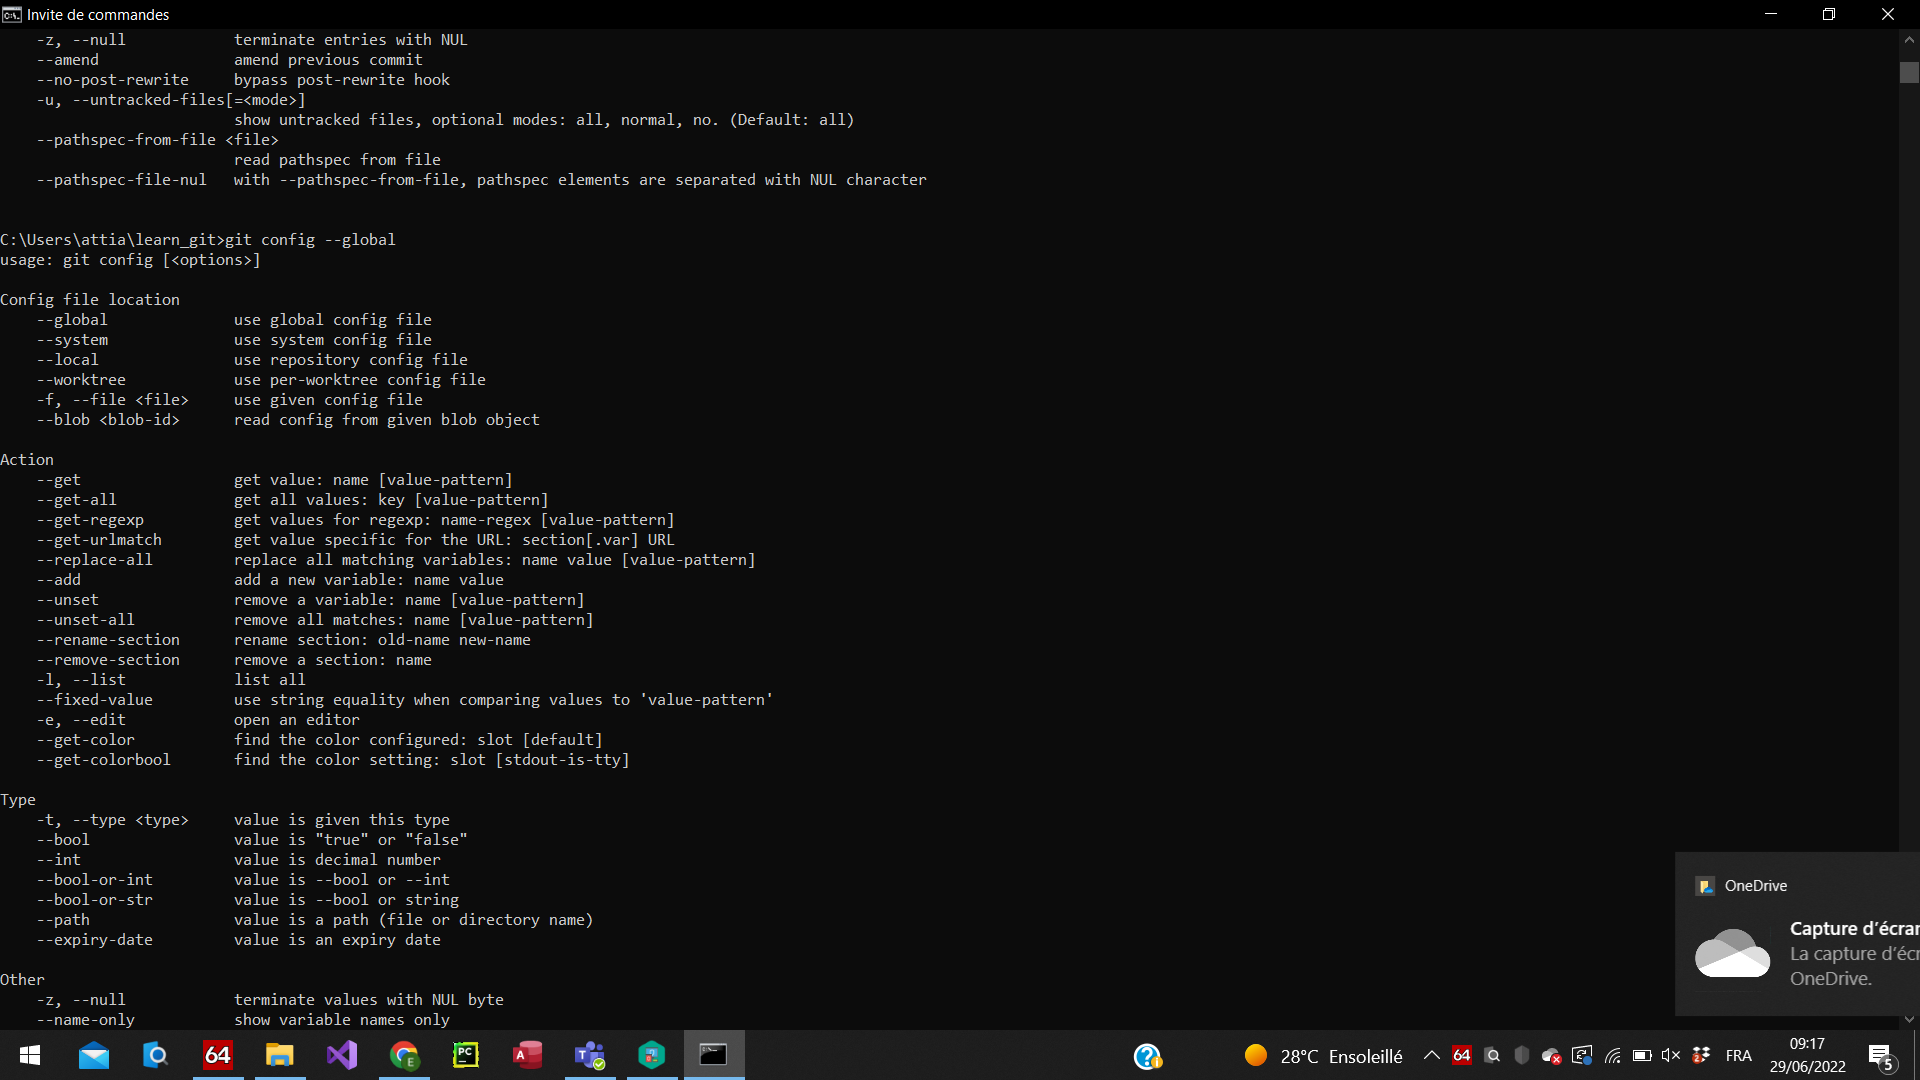 Invite de commandes
-z, --null terminate entries with NUL
--amend amend previous commit
--no-post-rewrite bypass post-rewrite hook
-u, --untracked-files[=<mode>]
show untracked files, optional modes: all, normal, no. (Default: all)
--pathspec-from-file <file>
read pathspec from file
--pathspec-file-nul with --pathspec-from-file, pathspec elements are separated with NUL character
C:\Users\attia\learn_git>git config --global
usage: git config [<options>]
Config file location
--global use global config file
--system use system config file
--local use repository config file
--worktree use per-worktree config file
-f, --file <file> use given config file
--blob <blob-id> read config from given blob object
Action
--get get value: name [value-pattern]
--get-all get all values: key [value-pattern]
--get-regexp get values for regexp: name-regex [value-pattern]
--get-urlmatch get value specific for the URL: section[.var] URL
--replace-all replace all matching variables: name value [value-pattern]
--add add a new variable: name value
--unset remove a variable: name [value-pattern]
--unset-all remove all matches: name [value-pattern]
--rename-section rename section: old-name new-name
--remove-section remove a section: name
-l, --list list all
--fixed-value use string equality when comparing values to 'value-pattern'
-e, --edit open an editor
--get-color find the color configured: slot [default]
--get-colorbool find the color setting: slot [stdout-is-tty]
Type
-t, --type <type> value is given this type
--bool value is "true" or "false"
--int value is decimal number
--bool-or-int value is --bool or --int
--bool-or-str value is --bool or string
--path value is a path (file or directory name)
--expiry-date value is an expiry date
Other
-z, --null terminate values with NUL byte
--name-only show variable names only
OneDrive
Capture d'écran
La capture d'écr
OneDrive.
64
E
PC
A
T
28°C Ensoleillé
64
2
FRA
09:17
29/06/2022
5